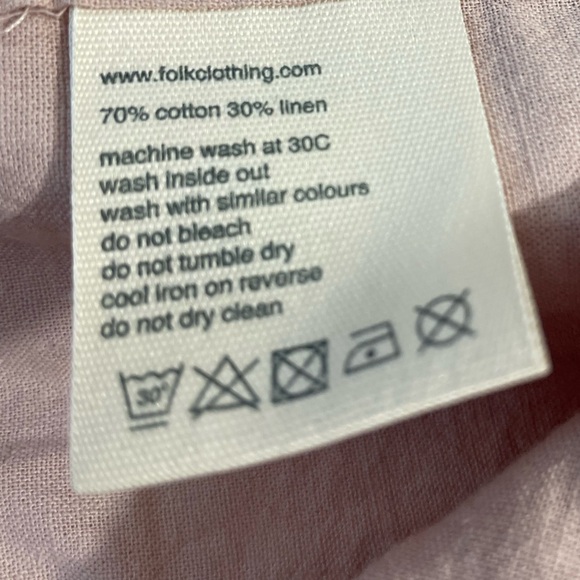 www.folkclothing.com
70% cotton 30% linen
machine wash at 30C
wash inside out
wash with similar colours
do not bleach
do not tumble dry
cool iron on reverse
do not dry clean
30°